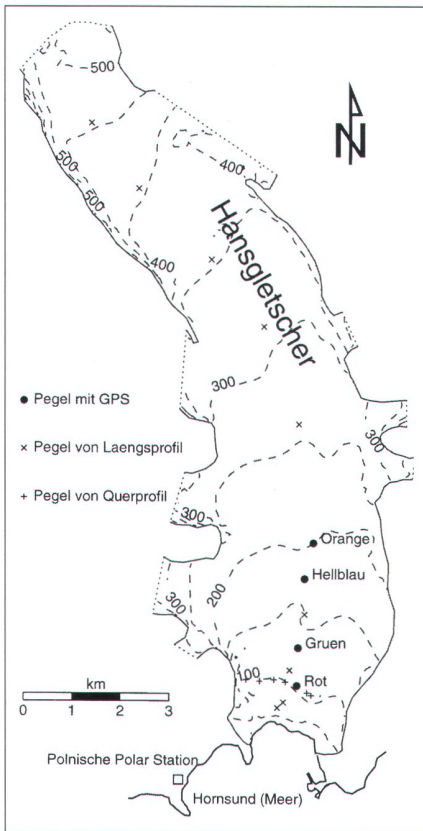 500
N
400
500
500
Hansgletscher
400
300
Pegel mit GPS
Pegel von Laengsprofil
300
Pegel von Querprofil
300
Orange
Hellblau
200
300
Gruen
100
Rot
km
0 1 2 3
Polnische Polar Station
Hornsund (Meer)